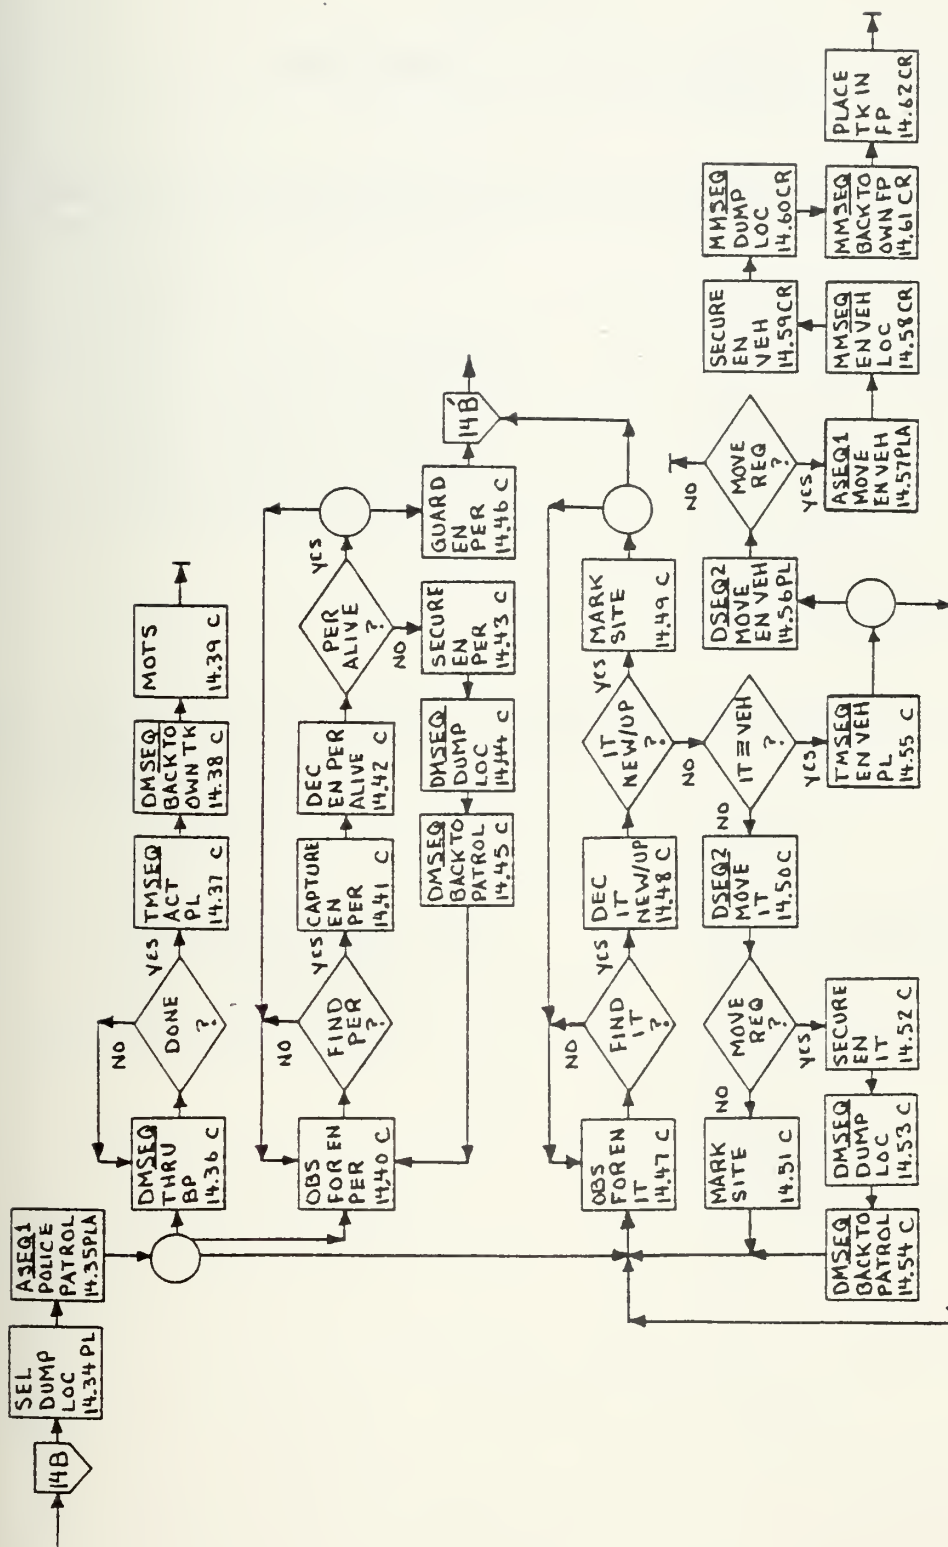 14B
SEL
DUMP
LOC
14.34 PL
ASEQ1
POLICE
PATROL
14.35PLA
DMSEQ
THRU
BP
14.36 C
DONE
?
NO
YES
TMSEQ
ACT
PL
14.37 C
DMSEQ
BACK TO
OWN TK
14.38 C
MOTS
14.39 C
OBS
FOR EN
PER
14.40 C
FIND
PER
?
NO
YES
CAPTURE
EN
PER
14.41 C
DEC
EN PER
ALIVE
14.42 C
PER
ALIVE
?
YES
NO
SECURE
EN
PER
14.43 C
DMSEQ
DUMP
LOC
14.44 C
DMSEQ
BACK TO
PATROL
14.45 C
GUARD
EN
PER
14.46 C
14B'
OBS
FOR EN
IT
14.47 C
FIND
IT
?
NO
YES
DEC
IT
NEW/UP
14.48 C
IT
NEW/UP
?
YES
NO
MARK
SITE
14.49 C
IT≡VEH
?
NO
YES
DSEQ2
MOVE
IT
14.50 C
MOVE
REQ
?
NO
YES
MARK
SITE
14.51 C
SECURE
EN
IT
14.52 C
DMSEQ
DUMP
LOC
14.53 C
DMSEQ
BACK TO
PATROL
14.54 C
TMSEQ
EN VEH
PL
14.55 C
DSEQ2
MOVE
EN VEH
14.56PL
MOVE
REQ
?
NO
YES
ASEQ1
MOVE
EN VEH
14.57PLA
MMSEQ
EN VEH
LOC
14.58CR
SECURE
EN
VEH
14.59CR
MMSEQ
DUMP
LOC
14.60CR
MMSEQ
BACK TO
OWN FP
14.61 CR
PLACE
TK IN
FP
14.62CR